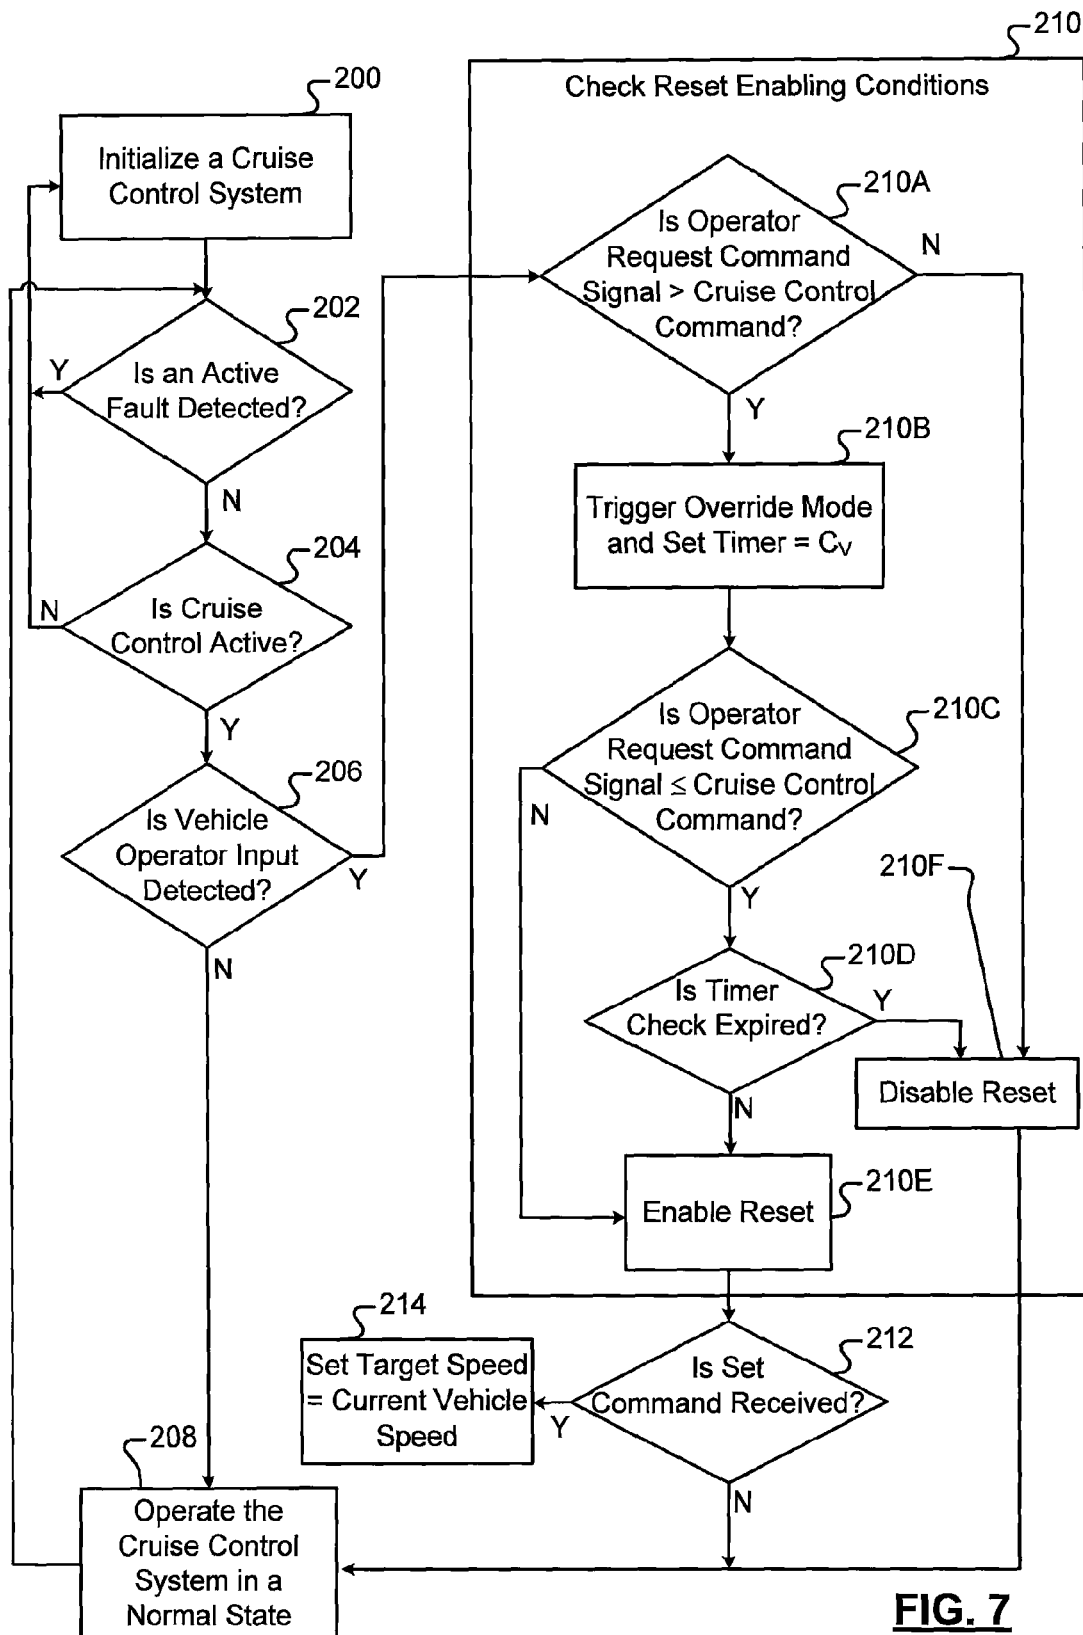 210
Check Reset Enabling Conditions
200
Initialize a Cruise
Control System
210A
Is Operator
Request Command
Signal > Cruise Control
Command?
N
Y
202
Is an Active
Fault Detected?
Y
N
210B
Trigger Override Mode
and Set Timer = CV
204
Is Cruise
Control Active?
N
Y
210C
Is Operator
Request Command
Signal ≤ Cruise Control
Command?
N
Y
206
Is Vehicle
Operator Input
Detected?
Y
N
210F
210D
Is Timer
Check Expired?
Y
N
Disable Reset
210E
Enable Reset
214
Set Target Speed
= Current Vehicle
Speed
212
Is Set
Command Received?
Y
N
208
Operate the
Cruise Control
System in a
Normal State
FIG. 7